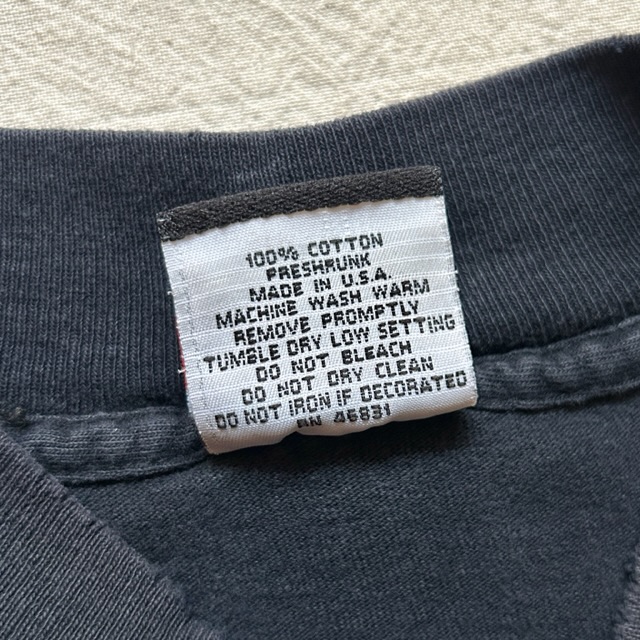 100% COTTON
PRESHRUNK
MADE IN U.S.A.
MACHINE WASH WARM
REMOVE PROMPTLY
TUMBLE DRY LOW SETTING
DO NOT BLEACH
DO NOT DRY CLEAN
DO NOT IRON IF DECORATED
RN 46831